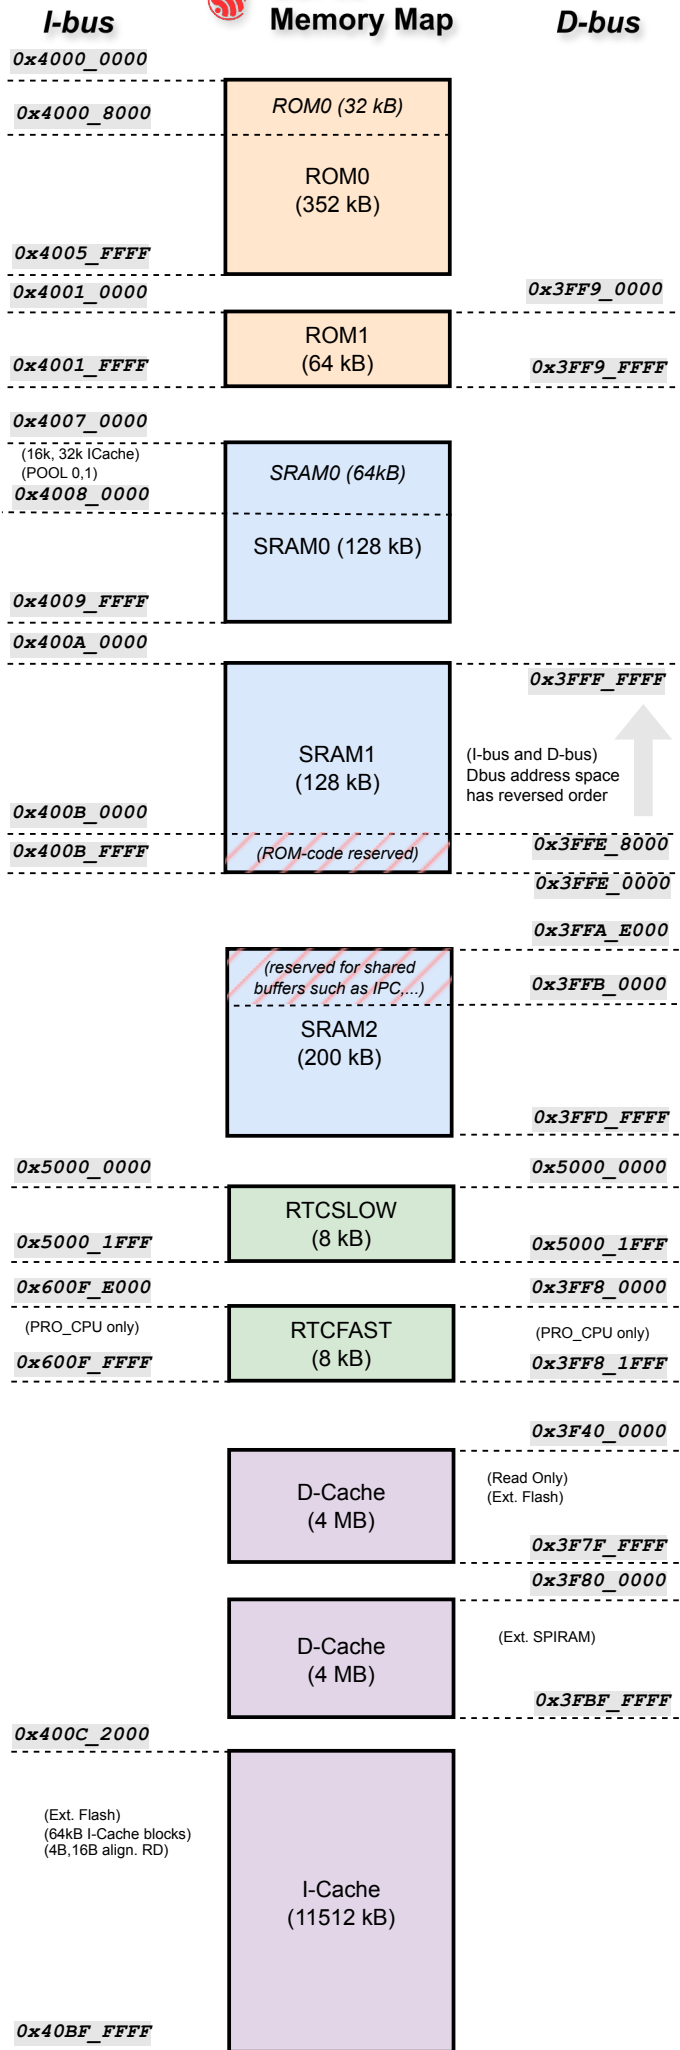 I-bus
Memory Map
D-bus
0x4000_0000
0x4000_8000
ROM0 (32 kB)
ROM0
(352 kB)
0x4005_FFFF
0x4001_0000
0x3FF9_0000
ROM1
(64 kB)
0x4001_FFFF
0x3FF9_FFFF
0x4007_0000
(16k, 32k ICache)
(POOL 0,1)
0x4008_0000
SRAM0 (64kB)
SRAM0 (128 kB)
0x4009_FFFF
0x400A_0000
0x3FFF_FFFF
SRAM1
(128 kB)
(I-bus and D-bus)
Dbus address space
has reversed order
0x400B_0000
0x400B_FFFF
(ROM-code reserved)
0x3FFE_8000
0x3FFE_0000
0x3FFA_E000
(reserved for shared
buffers such as IPC,...)
0x3FFB_0000
SRAM2
(200 kB)
0x3FFD_FFFF
0x5000_0000
0x5000_0000
RTCSLOW
(8 kB)
0x5000_1FFF
0x5000_1FFF
0x600F_E000
0x3FF8_0000
(PRO_CPU only)
RTCFAST
(8 kB)
(PRO_CPU only)
0x600F_FFFF
0x3FF8_1FFF
0x3F40_0000
D-Cache
(4 MB)
(Read Only)
(Ext. Flash)
0x3F7F_FFFF
0x3F80_0000
D-Cache
(4 MB)
(Ext. SPIRAM)
0x3FBF_FFFF
0x400C_2000
(Ext. Flash)
(64kB I-Cache blocks)
(4B,16B align. RD)
I-Cache
(11512 kB)
0x40BF_FFFF